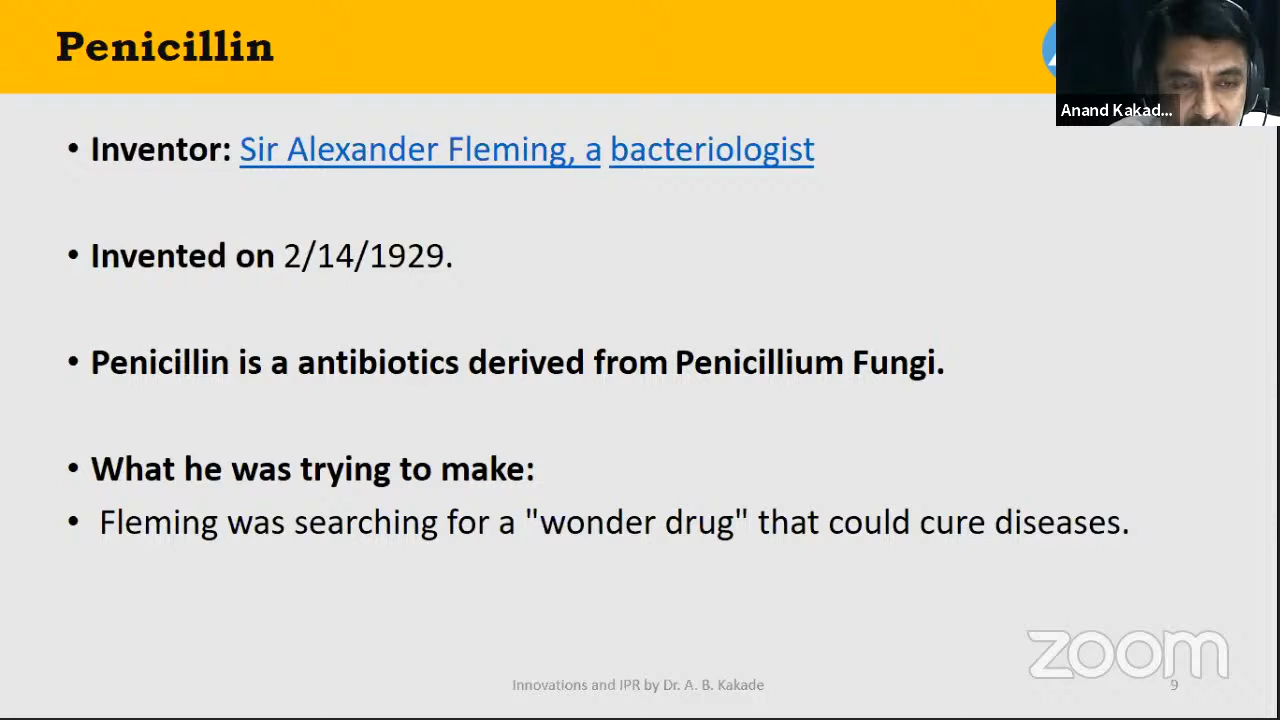 Penicillin
Anand Kakad...
• Inventor: Sir Alexander Fleming, a bacteriologist
• Invented on 2/14/1929.
• Penicillin is a antibiotics derived from Penicillium Fungi.
• What he was trying to make:
• Fleming was searching for a "wonder drug" that could cure diseases.
zoom
Innovations and IPR by Dr. A. B. Kakade
9